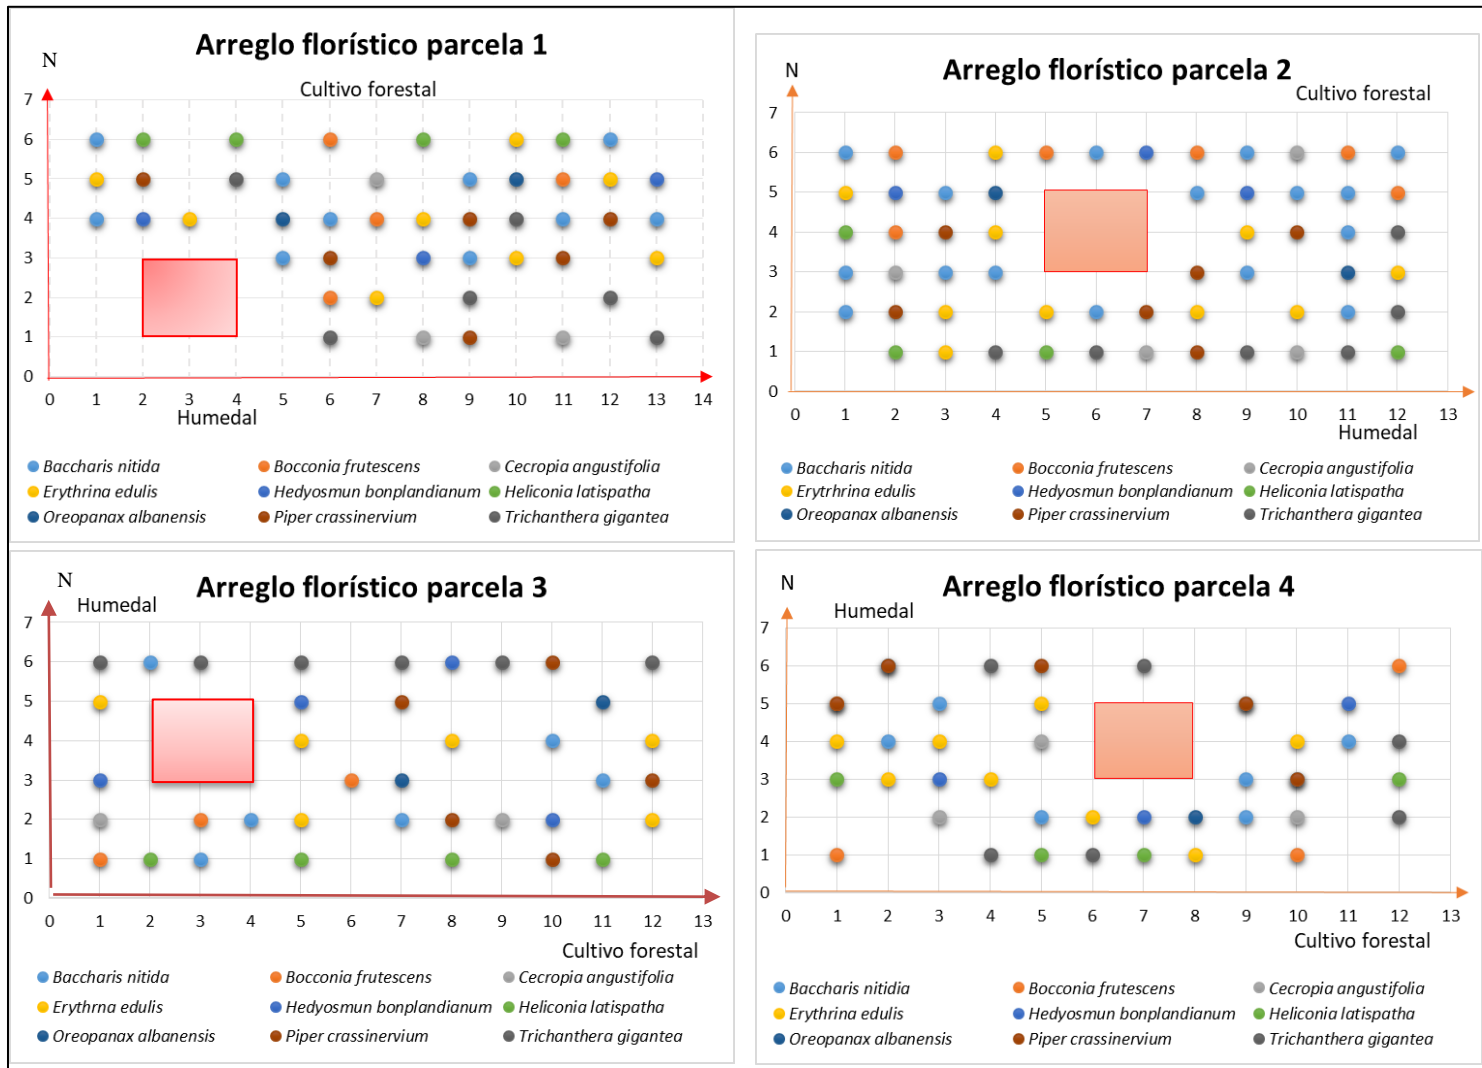 Arreglo florístico parcela 1
N
Cultivo forestal
7
6
5
4
3
2
1
0
0 1 2 3 4 5 6 7 8 9 10 11 12 13 14
Humedal
Baccharis nitida Bocconia frutescens Cecropia angustifolia
Erythrina edulis Hedyosmun bonplandianum Heliconia latispatha
Oreopanax albanensis Piper crassinervium Trichanthera gigantea
Arreglo florístico parcela 2
N
Cultivo forestal
7
6
5
4
3
2
1
0
0 1 2 3 4 5 6 7 8 9 10 11 12 13
Humedal
Baccharis nitida Bocconia frutescens Cecropia angustifolia
Erytrhrina edulis Hedyosmun bonplandianum Heliconia latispatha
Oreopanax albanensis Piper crassinervium Trichanthera gigantea
Arreglo florístico parcela 3
N
Humedal
7
6
5
4
3
2
1
0
0 1 2 3 4 5 6 7 8 9 10 11 12 13
Cultivo forestal
Baccharis nitida Bocconia frutescens Cecropia angustifolia
Erythrna edulis Hedyosmun bonplandianum Heliconia latispatha
Oreopanax albanensis Piper crassinervium Trichanthera gigantea
Arreglo florístico parcela 4
N
Humedal
7
6
5
4
3
2
1
0
0 1 2 3 4 5 6 7 8 9 10 11 12 13
Cultivo forestal
Baccharis nitidia Bocconia frutescens Cecropia angustifolia
Erythrina edulis Hedyosmun bonplandianum Heliconia latispatha
Oreopanax albanensis Piper crassinervium Trichanthera gigantea